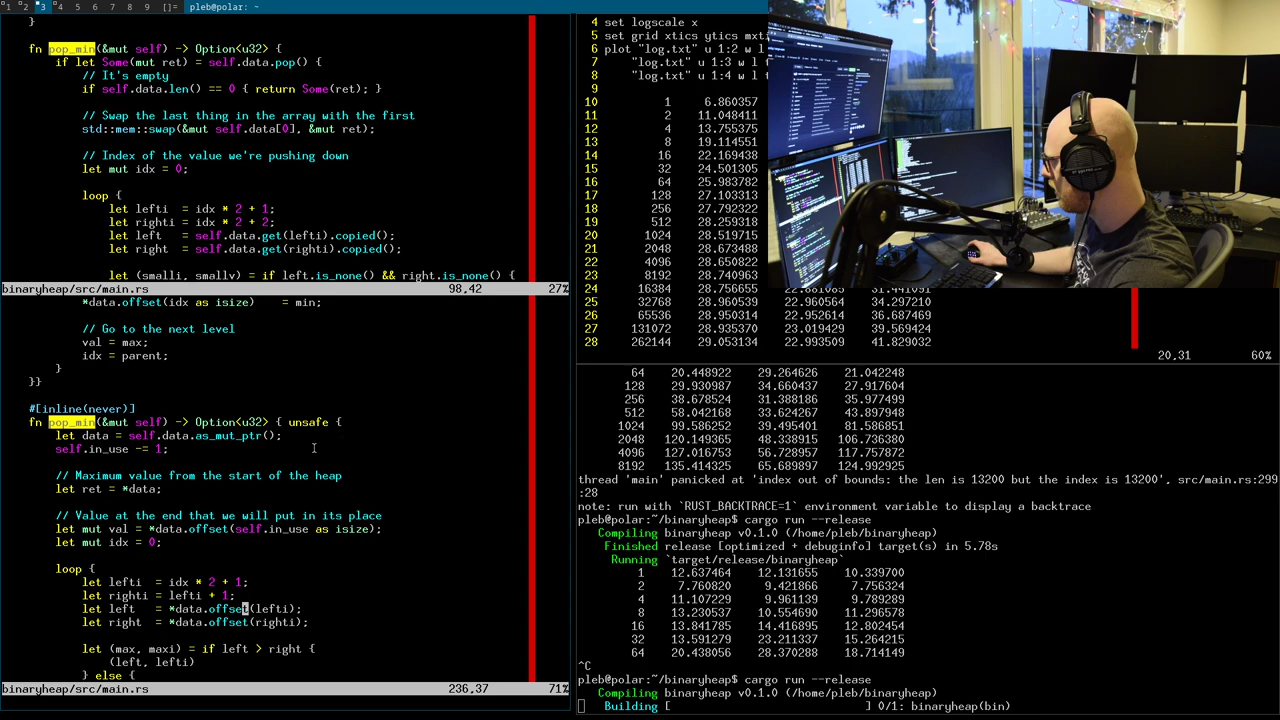 1 2 3 4 5 6 7 8 9 []= pleb@polar: ~
}
fn pop_min(&mut self) -> Option<u32> {
if let Some(mut ret) = self.data.pop() {
// It's empty
if self.data.len() == 0 { return Some(ret); }
// Swap the last thing in the array with the first
std::mem::swap(&mut self.data[0], &mut ret);
// Index of the value we're pushing down
let mut idx = 0;
loop {
let lefti  = idx * 2 + 1;
let righti = idx * 2 + 2;
let left   = self.data.get(lefti).copied();
let right  = self.data.get(righti).copied();
let (smalli, smallv) = if left.is_none() && right.is_none() {
binaryheap/src/main.rs 98,42 27%
*data.offset(idx as isize)    = min;
// Go to the next level
val = max;
idx = parent;
}
}}
#[inline(never)]
fn pop_min(&mut self) -> Option<u32> { unsafe {
let data = self.data.as_mut_ptr();
self.in_use -= 1;
// Maximum value from the start of the heap
let ret = *data;
// Value at the end that we will put in its place
let mut val = *data.offset(self.in_use as isize);
let mut idx = 0;
loop {
let lefti  = idx * 2 + 1;
let righti = lefti + 1;
let left   = *data.offset(lefti);
let right  = *data.offset(righti);
let (max, maxi) = if left > right {
(left, lefti)
} else {
binaryheap/src/main.rs 236,37 71%
4 set logscale x
5 set grid xtics ytics mxti
6 plot "log.txt" u 1:2 w l
7 "log.txt" u 1:3 w l
8 "log.txt" u 1:4 w l
9
10 1 6.860357
11 2 11.048411
12 4 13.755375
13 8 19.114551
14 16 22.169438
15 32 24.501305
16 64 25.983782
17 128 27.103313
18 256 27.792322
19 512 28.259318
20 1024 28.519715
21 2048 28.673488
22 4096 28.650822
23 8192 28.740963
24 16384 28.756655
25 32768 28.960539 22.960564 34.297210
26 65536 28.950314 22.952614 36.687469
27 131072 28.935370 23.019429 39.569424
28 262144 29.053134 22.993509 41.829032
20,31 60%
64 20.448922 29.264626 21.042248
128 29.930987 34.660437 27.917604
256 38.678254 31.388186 35.977499
512 58.042168 33.624267 43.897948
1024 99.586252 39.495401 81.586851
2048 120.149365 48.338915 106.736380
4096 127.016753 56.728957 117.757872
8192 135.414325 65.689897 124.992925
thread 'main' panicked at 'index out of bounds: the len is 13200 but the index is 13200', src/main.rs:299
:28
note: run with `RUST_BACKTRACE=1` environment variable to display a backtrace
pleb@polar:~/binaryheap$ cargo run --release
Compiling binaryheap v0.1.0 (/home/pleb/binaryheap)
Finished release [optimized + debuginfo] target(s) in 5.78s
Running `target/release/binaryheap`
1 12.637464 12.131655 10.339700
2 7.760820 9.421866 7.756324
4 11.107229 9.961139 9.789289
8 13.230537 10.554690 11.296578
16 13.841785 14.416895 12.802454
32 13.591279 23.211337 15.264215
64 20.438056 28.370288 18.714149
^C
pleb@polar:~/binaryheap$ cargo run --release
Compiling binaryheap v0.1.0 (/home/pleb/binaryheap)
Building [ ] 0/1: binaryheap(bin)